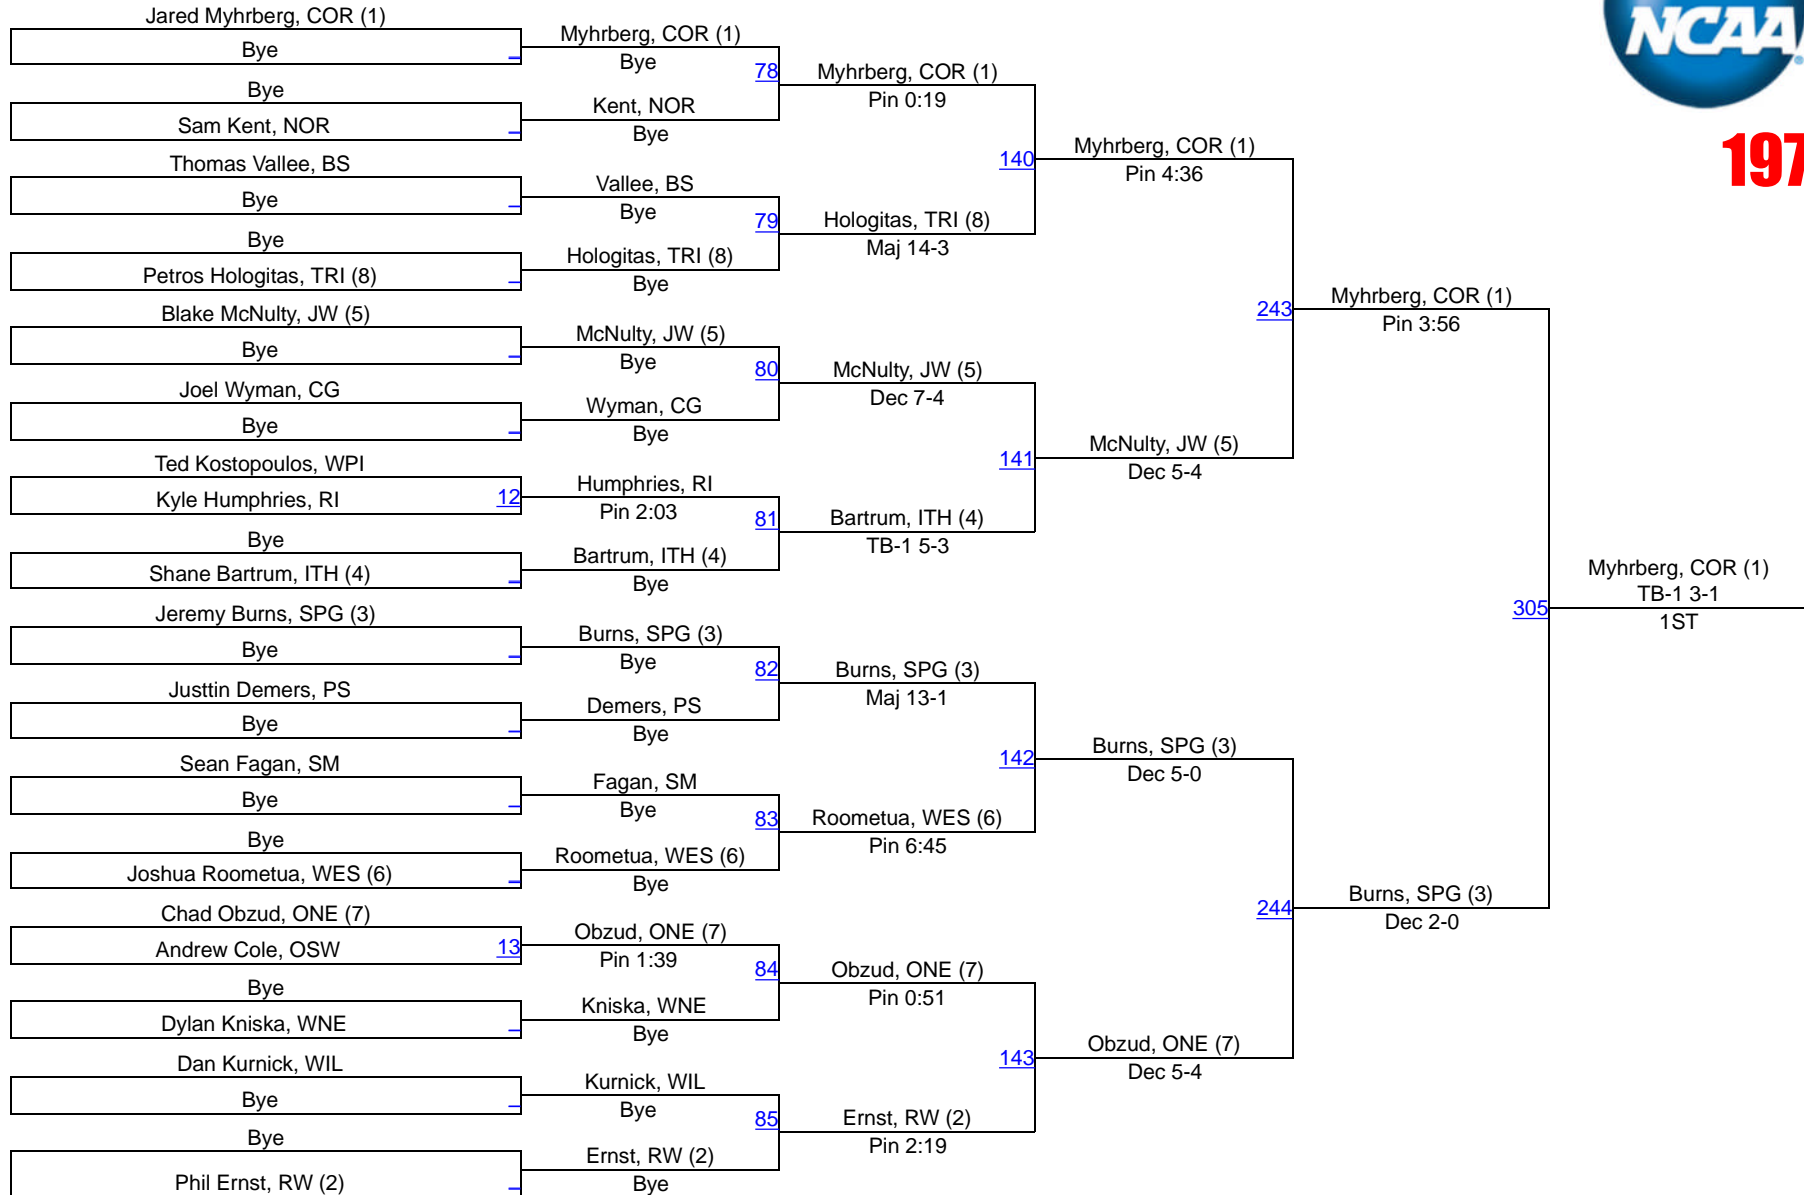 Jared Myhrberg, COR (1)
Bye
Bye
Sam Kent, NOR
Thomas Vallee, BS
Bye
Bye
Petros Hologitas, TRI (8)
Blake McNulty, JW (5)
Bye
Joel Wyman, CG
Bye
Ted Kostopoulos, WPI
Kyle Humphries, RI
12
Bye
Shane Bartrum, ITH (4)
Jeremy Burns, SPG (3)
Bye
Justtin Demers, PS
Bye
Sean Fagan, SM
Bye
Bye
Joshua Roometua, WES (6)
Chad Obzud, ONE (7)
Andrew Cole, OSW
13
Bye
Dylan Kniska, WNE
Dan Kurnick, WIL
Bye
Bye
Phil Ernst, RW (2)
Myhrberg, COR (1)
Bye
78
Kent, NOR
Bye
Vallee, BS
Bye
79
Hologitas, TRI (8)
Bye
McNulty, JW (5)
Bye
80
Wyman, CG
Bye
Humphries, RI
Pin 2:03
81
Bartrum, ITH (4)
Bye
Burns, SPG (3)
Bye
82
Demers, PS
Bye
Fagan, SM
Bye
83
Roometua, WES (6)
Bye
Obzud, ONE (7)
Pin 1:39
84
Kniska, WNE
Bye
Kurnick, WIL
Bye
85
Ernst, RW (2)
Bye
Myhrberg, COR (1)
Pin 0:19
140
Hologitas, TRI (8)
Maj 14-3
McNulty, JW (5)
Dec 7-4
141
Bartrum, ITH (4)
TB-1 5-3
Burns, SPG (3)
Maj 13-1
142
Roometua, WES (6)
Pin 6:45
Obzud, ONE (7)
Pin 0:51
143
Ernst, RW (2)
Pin 2:19
Myhrberg, COR (1)
Pin 4:36
243
McNulty, JW (5)
Dec 5-4
Burns, SPG (3)
Dec 5-0
244
Obzud, ONE (7)
Dec 5-4
Myhrberg, COR (1)
Pin 3:56
305
Burns, SPG (3)
Dec 2-0
Myhrberg, COR (1)
TB-1 3-1
1ST
NCAA
197